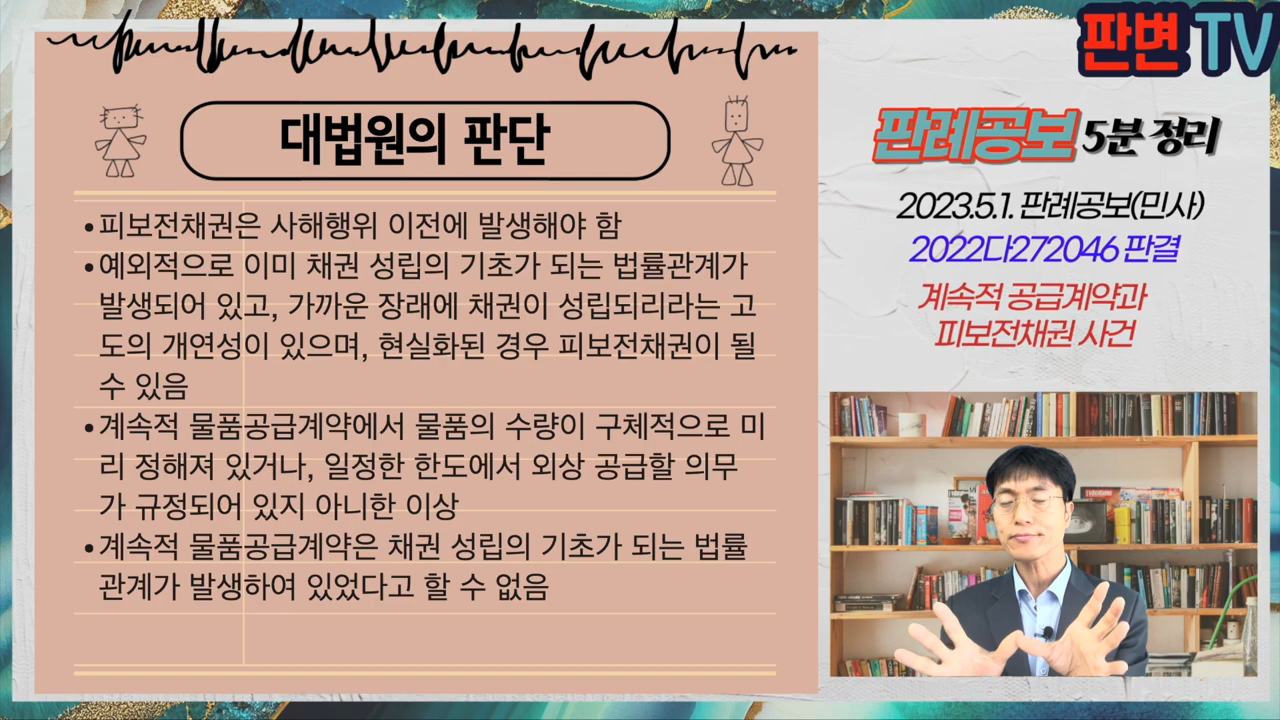 판변 TV
대법원의 판단
•피보전채권은 사해행위 이전에 발생해야 함
•예외적으로 이미 채권 성립의 기초가 되는 법률관계가
발생되어 있고, 가까운 장래에 채권이 성립되리라는 고
도의 개연성이 있으며, 현실화된 경우 피보전채권이 될
수 있음
•계속적 물품공급계약에서 물품의 수량이 구체적으로 미
리 정해져 있거나, 일정한 한도에서 외상 공급할 의무
가 규정되어 있지 아니한 이상
•계속적 물품공급계약은 채권 성립의 기초가 되는 법률
관계가 발생하여 있었다고 할 수 없음
판례공보 5분 정리
2023.5.1. 판례공보(민사)
2022다272046 판결
계속적 공급계약과
피보전채권 사건